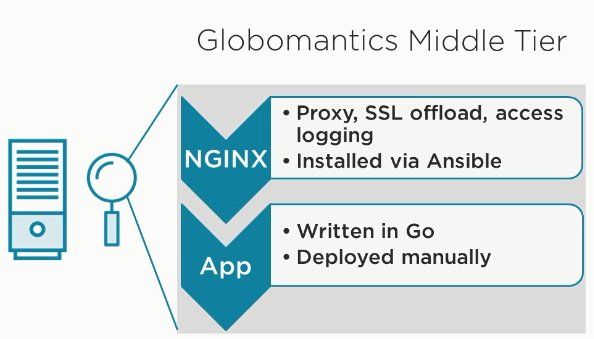 Globomantics Middle Tier
NGINX
• Proxy, SSL offload, access
logging
• Installed via Ansible
App
• Written in Go
• Deployed manually